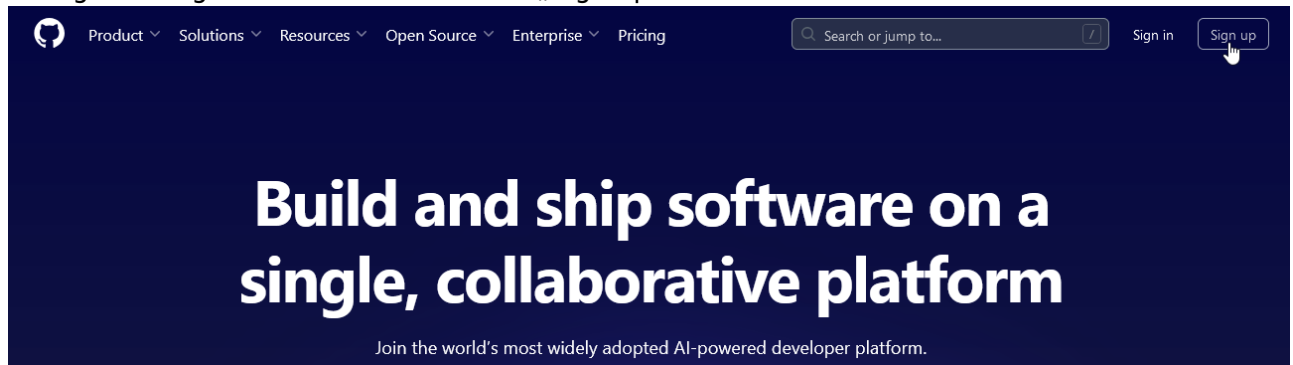 Product Solutions Resources Open Source Enterprise Pricing Search or jump to... / Sign in Sign up
Build and ship software on a
single, collaborative platform
Join the world's most widely adopted AI-powered developer platform.